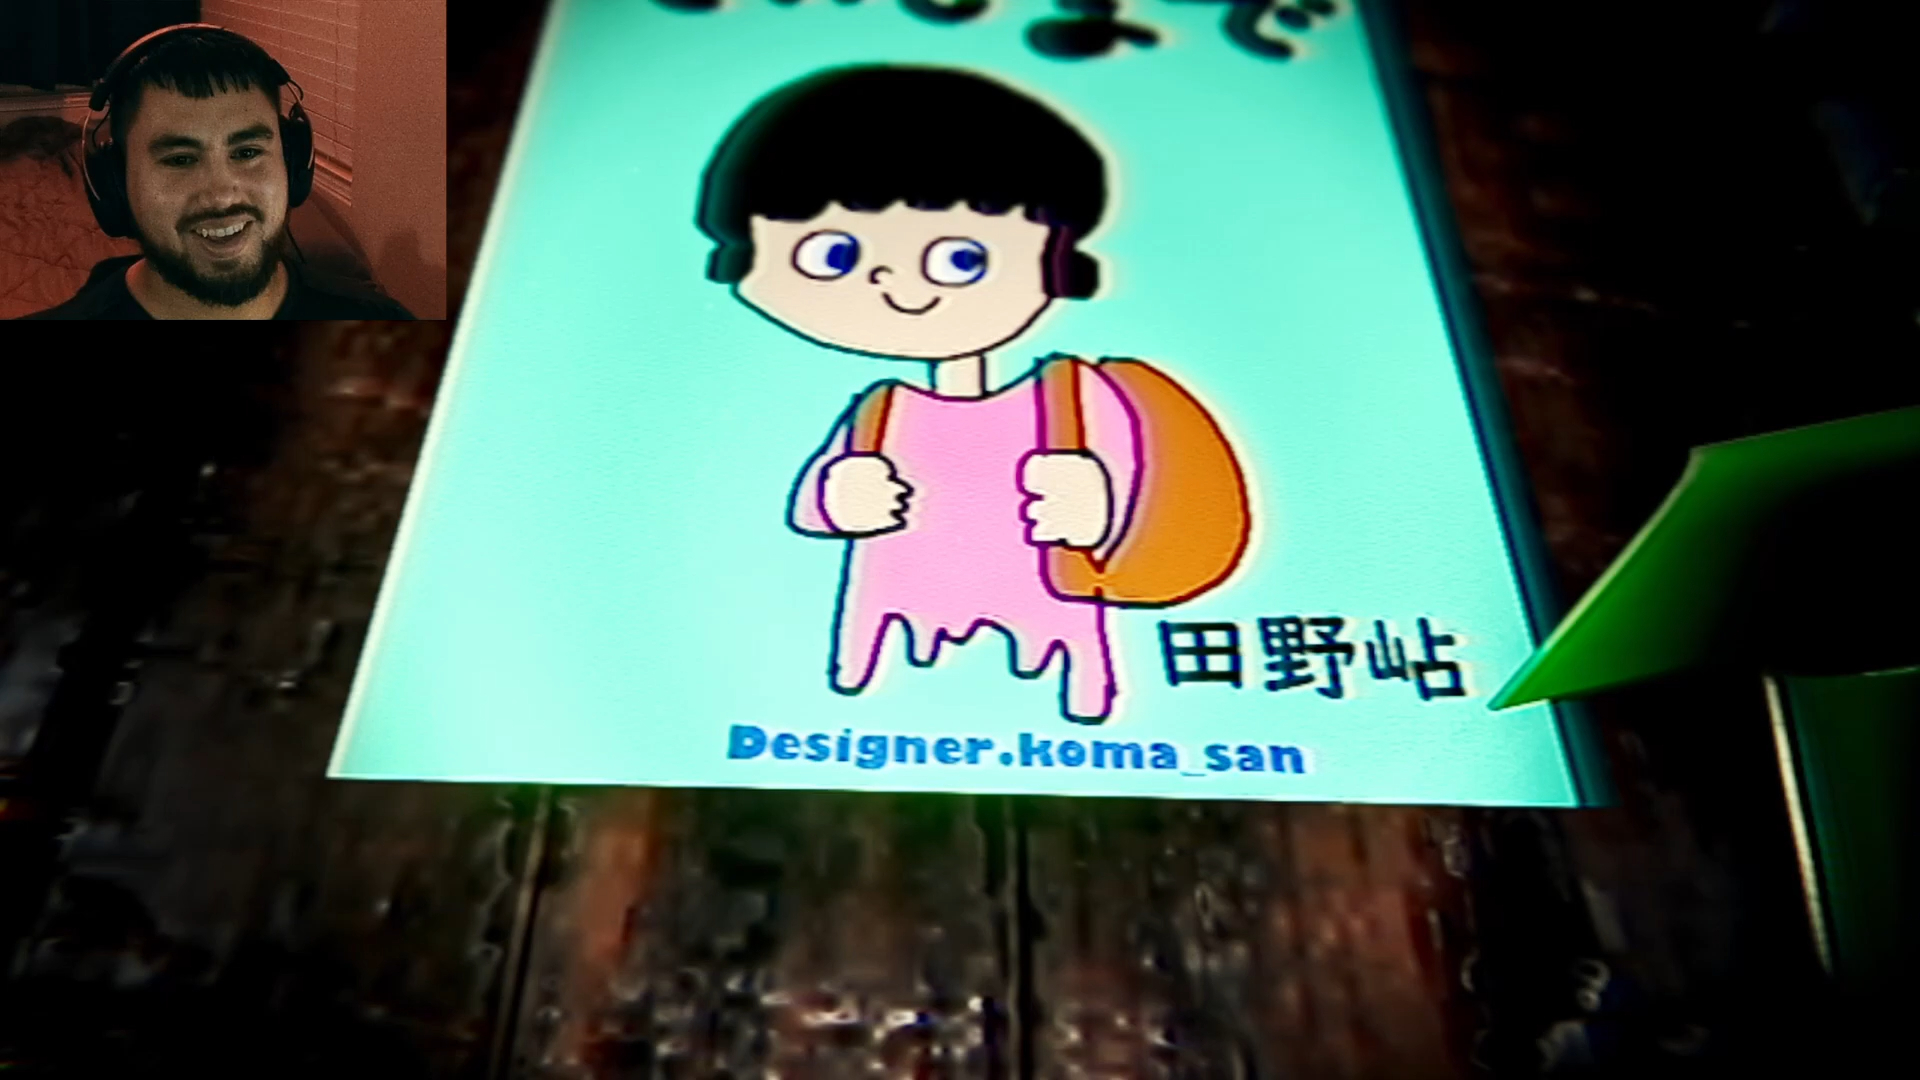 田野岾
Designer.koma_san